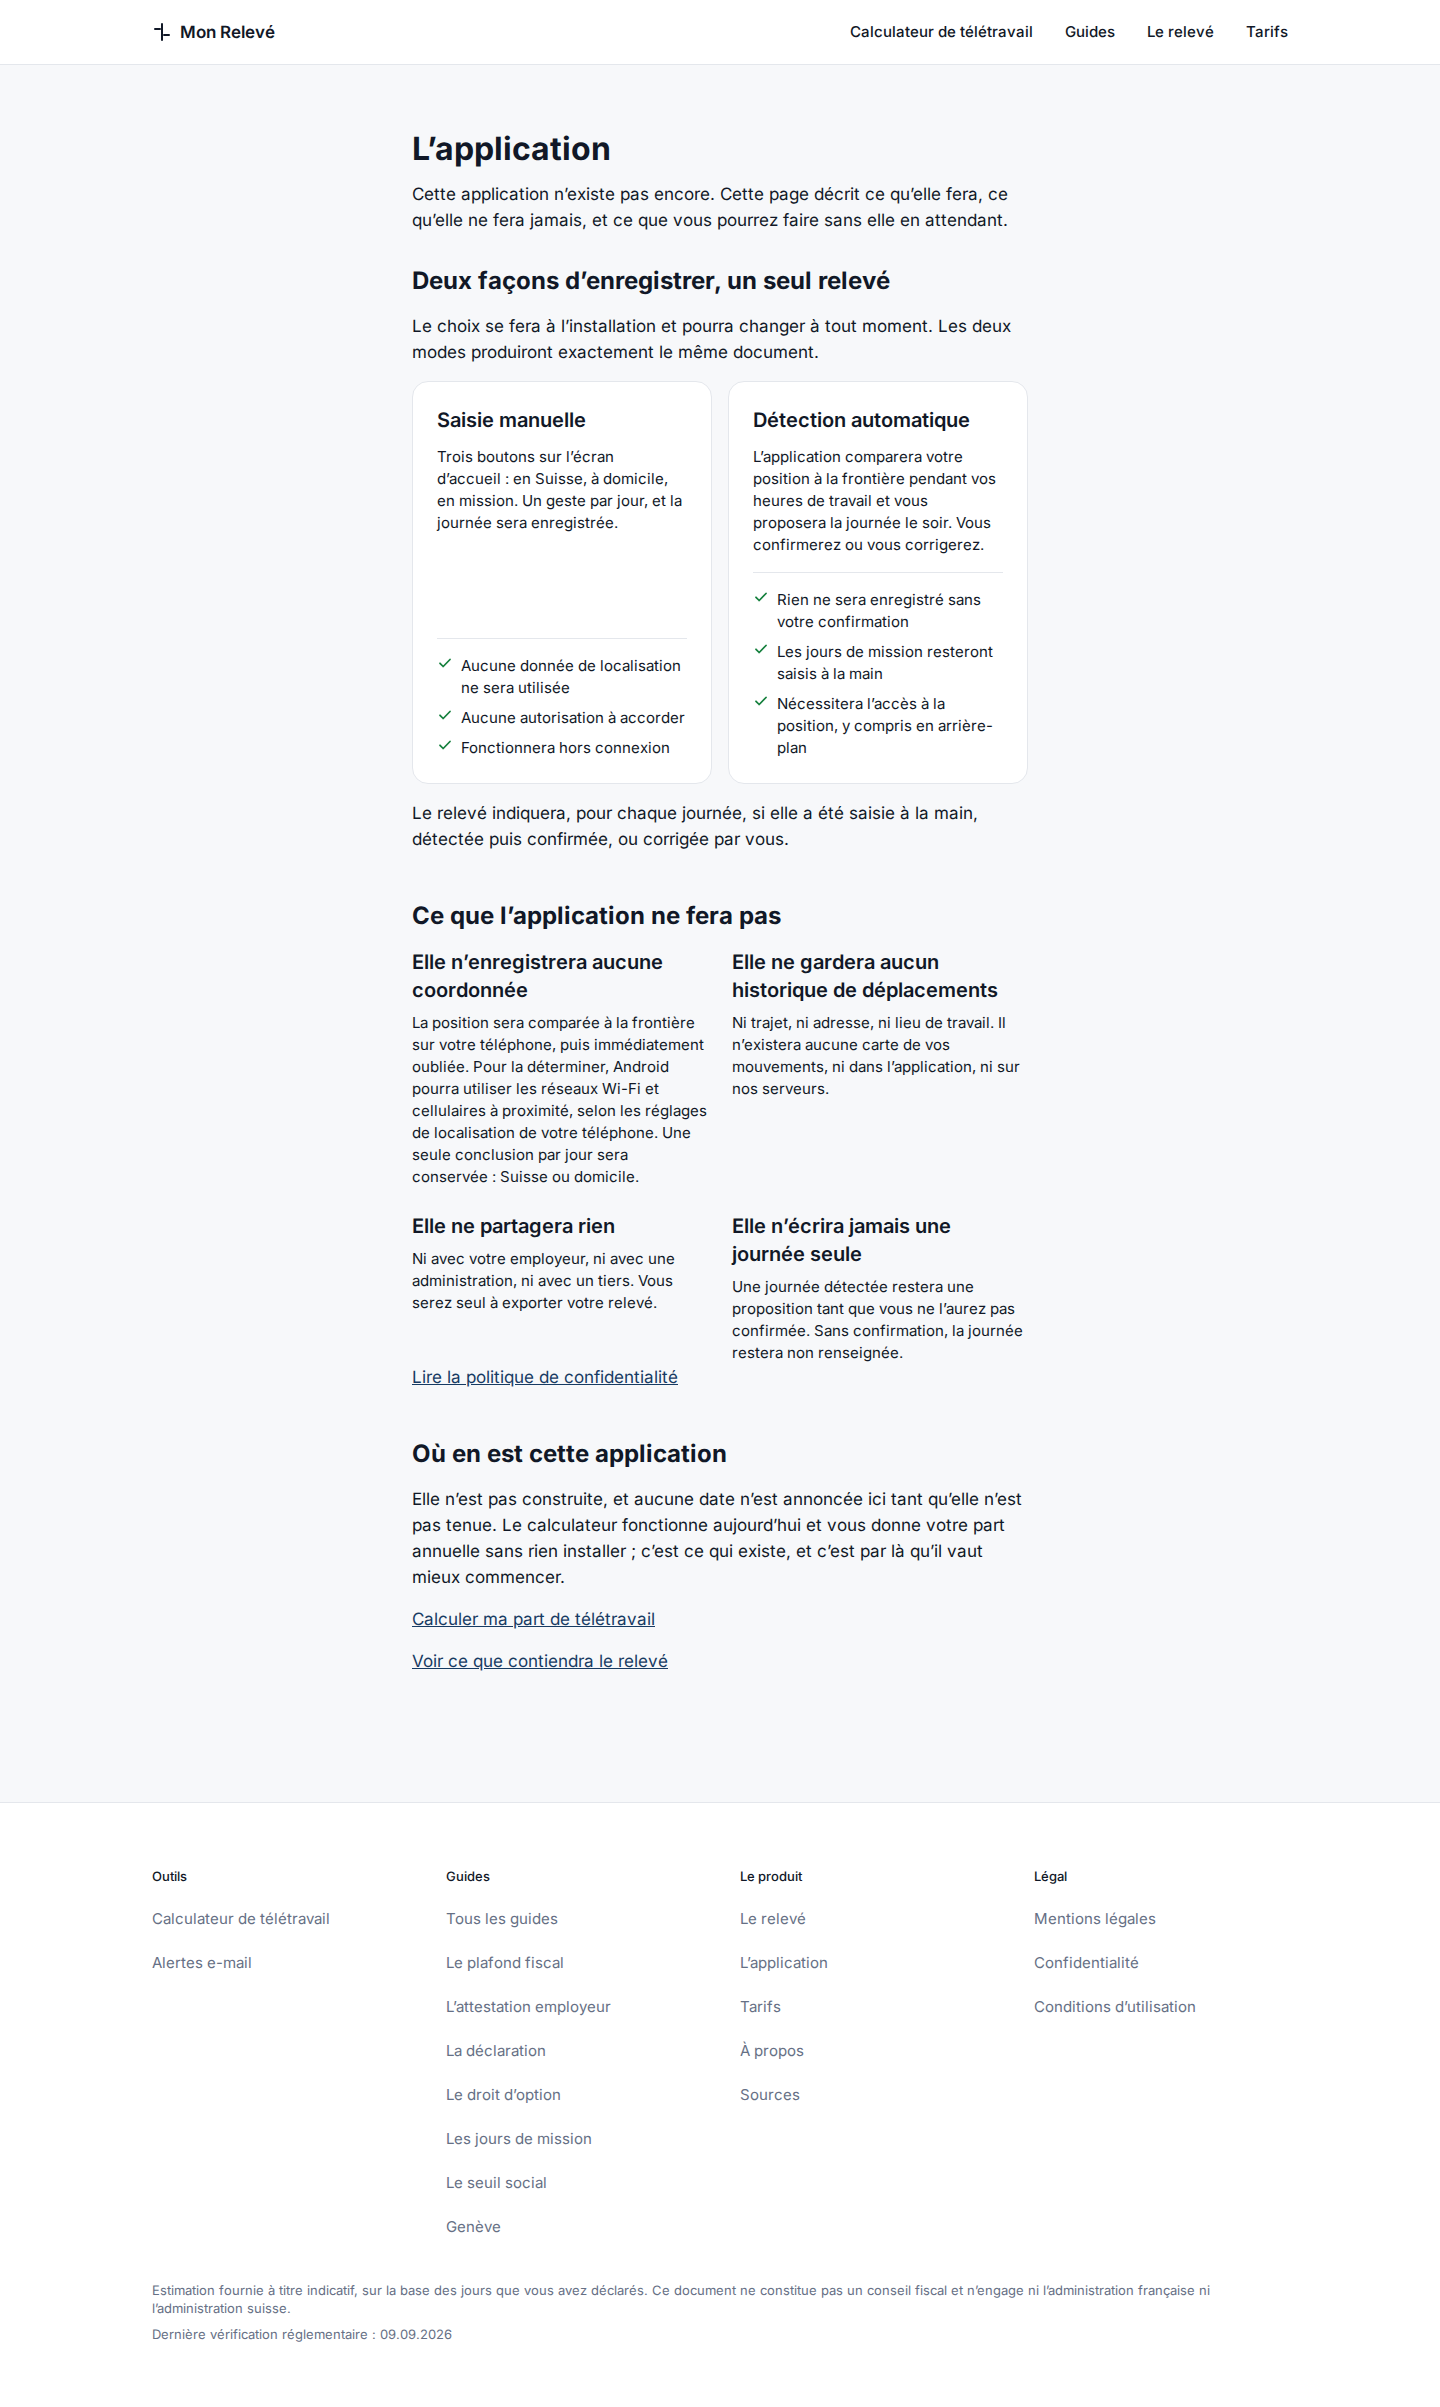 Mon Relevé
Calculateur de télétravail
Guides
Le relevé
Tarifs
L’application
Cette application n’existe pas encore. Cette page décrit ce qu’elle fera, ce
qu’elle ne fera jamais, et ce que vous pourrez faire sans elle en attendant.
Deux façons d’enregistrer, un seul relevé
Le choix se fera à l’installation et pourra changer à tout moment. Les deux
modes produiront exactement le même document.
Saisie manuelle
Trois boutons sur l’écran
d’accueil : en Suisse, à domicile,
en mission. Un geste par jour, et la
journée sera enregistrée.
Aucune donnée de localisation
ne sera utilisée
Aucune autorisation à accorder
Fonctionnera hors connexion
Détection automatique
L’application comparera votre
position à la frontière pendant vos
heures de travail et vous
proposera la journée le soir. Vous
confirmerez ou vous corrigerez.
Rien ne sera enregistré sans
votre confirmation
Les jours de mission resteront
saisis à la main
Nécessitera l’accès à la
position, y compris en arrière-
plan
Le relevé indiquera, pour chaque journée, si elle a été saisie à la main,
détectée puis confirmée, ou corrigée par vous.
Ce que l’application ne fera pas
Elle n’enregistrera aucune
coordonnée
La position sera comparée à la frontière
sur votre téléphone, puis immédiatement
oubliée. Pour la déterminer, Android
pourra utiliser les réseaux Wi-Fi et
cellulaires à proximité, selon les réglages
de localisation de votre téléphone. Une
seule conclusion par jour sera
conservée : Suisse ou domicile.
Elle ne gardera aucun
historique de déplacements
Ni trajet, ni adresse, ni lieu de travail. Il
n’existera aucune carte de vos
mouvements, ni dans l’application, ni sur
nos serveurs.
Elle ne partagera rien
Ni avec votre employeur, ni avec une
administration, ni avec un tiers. Vous
serez seul à exporter votre relevé.
Elle n’écrira jamais une
journée seule
Une journée détectée restera une
proposition tant que vous ne l’aurez pas
confirmée. Sans confirmation, la journée
restera non renseignée.
Lire la politique de confidentialité
Où en est cette application
Elle n’est pas construite, et aucune date n’est annoncée ici tant qu’elle n’est
pas tenue. Le calculateur fonctionne aujourd’hui et vous donne votre part
annuelle sans rien installer ; c’est ce qui existe, et c’est par là qu’il vaut
mieux commencer.
Calculer ma part de télétravail
Voir ce que contiendra le relevé
Outils
Calculateur de télétravail
Alertes e-mail
Guides
Tous les guides
Le plafond fiscal
L’attestation employeur
La déclaration
Le droit d’option
Les jours de mission
Le seuil social
Genève
Le produit
Le relevé
L’application
Tarifs
À propos
Sources
Légal
Mentions légales
Confidentialité
Conditions d’utilisation
Estimation fournie à titre indicatif, sur la base des jours que vous avez déclarés. Ce document ne constitue pas un conseil fiscal et n’engage ni l’administration française ni
l’administration suisse.
Dernière vérification réglementaire : 09.09.2026